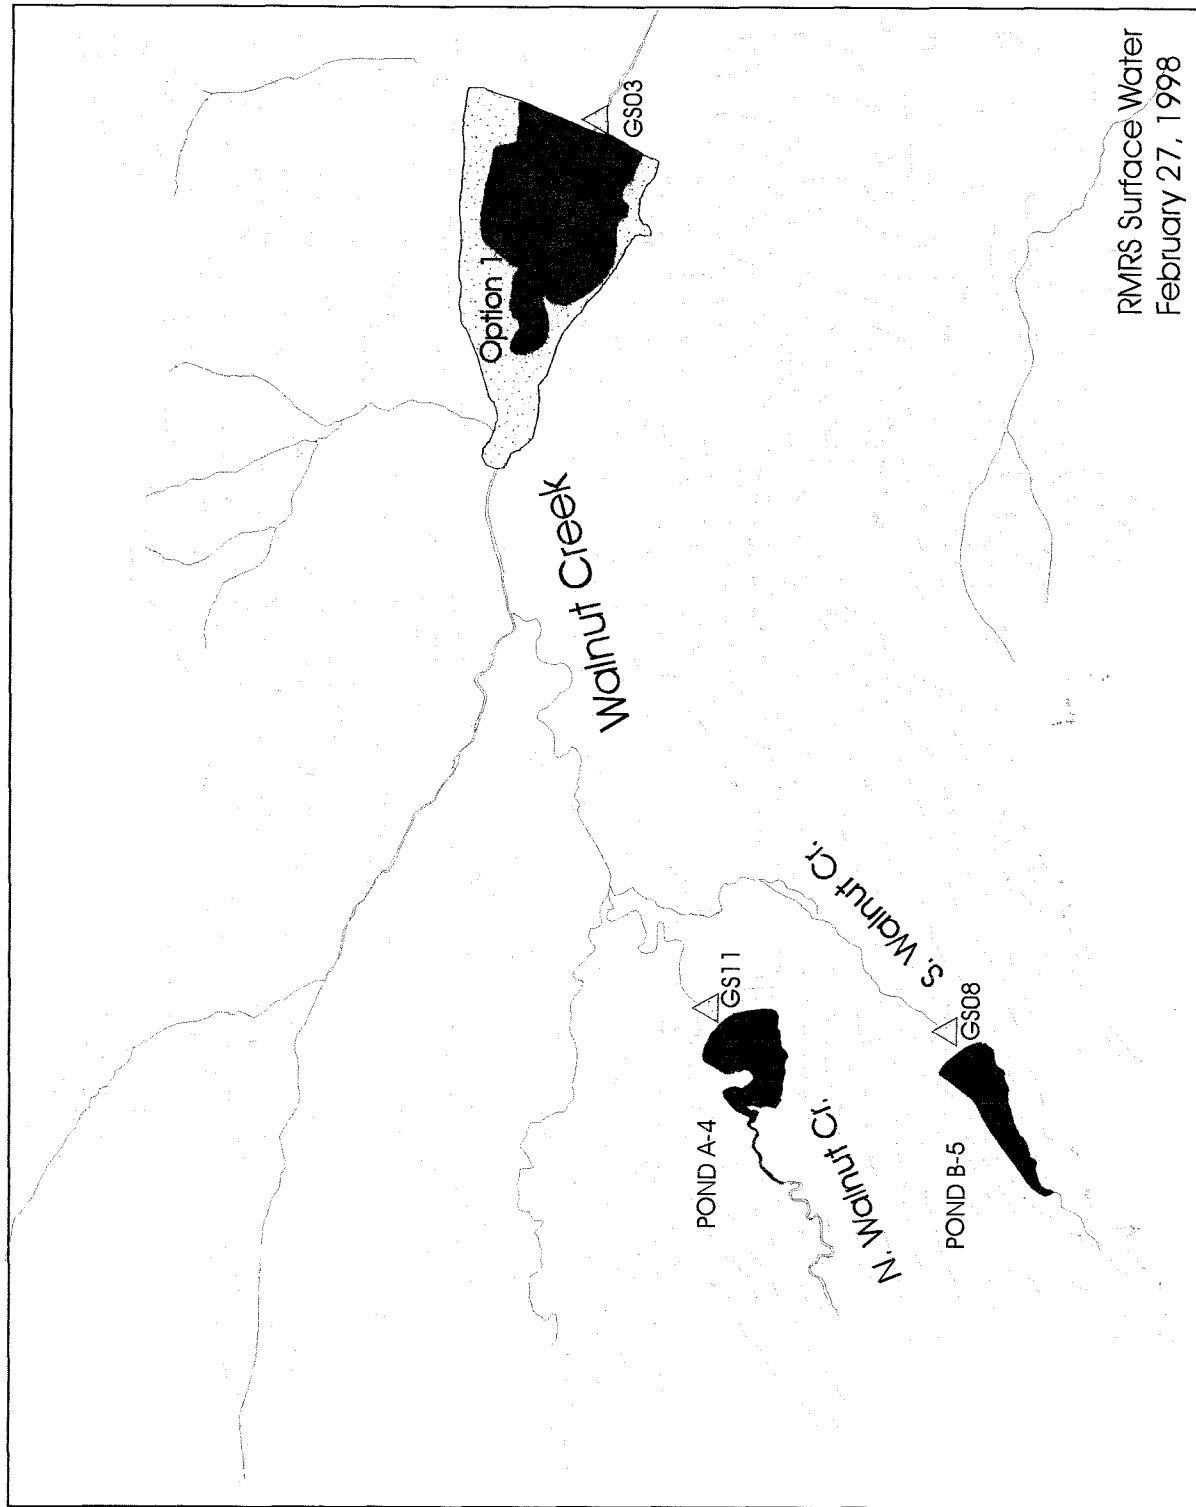 GS03
Option 1
Walnut Creek
S. Walnut Cr.
GS11
GS08
POND A-4
N. Walnut Cr.
POND B-5
RMRS Surface Water
February 27, 1998